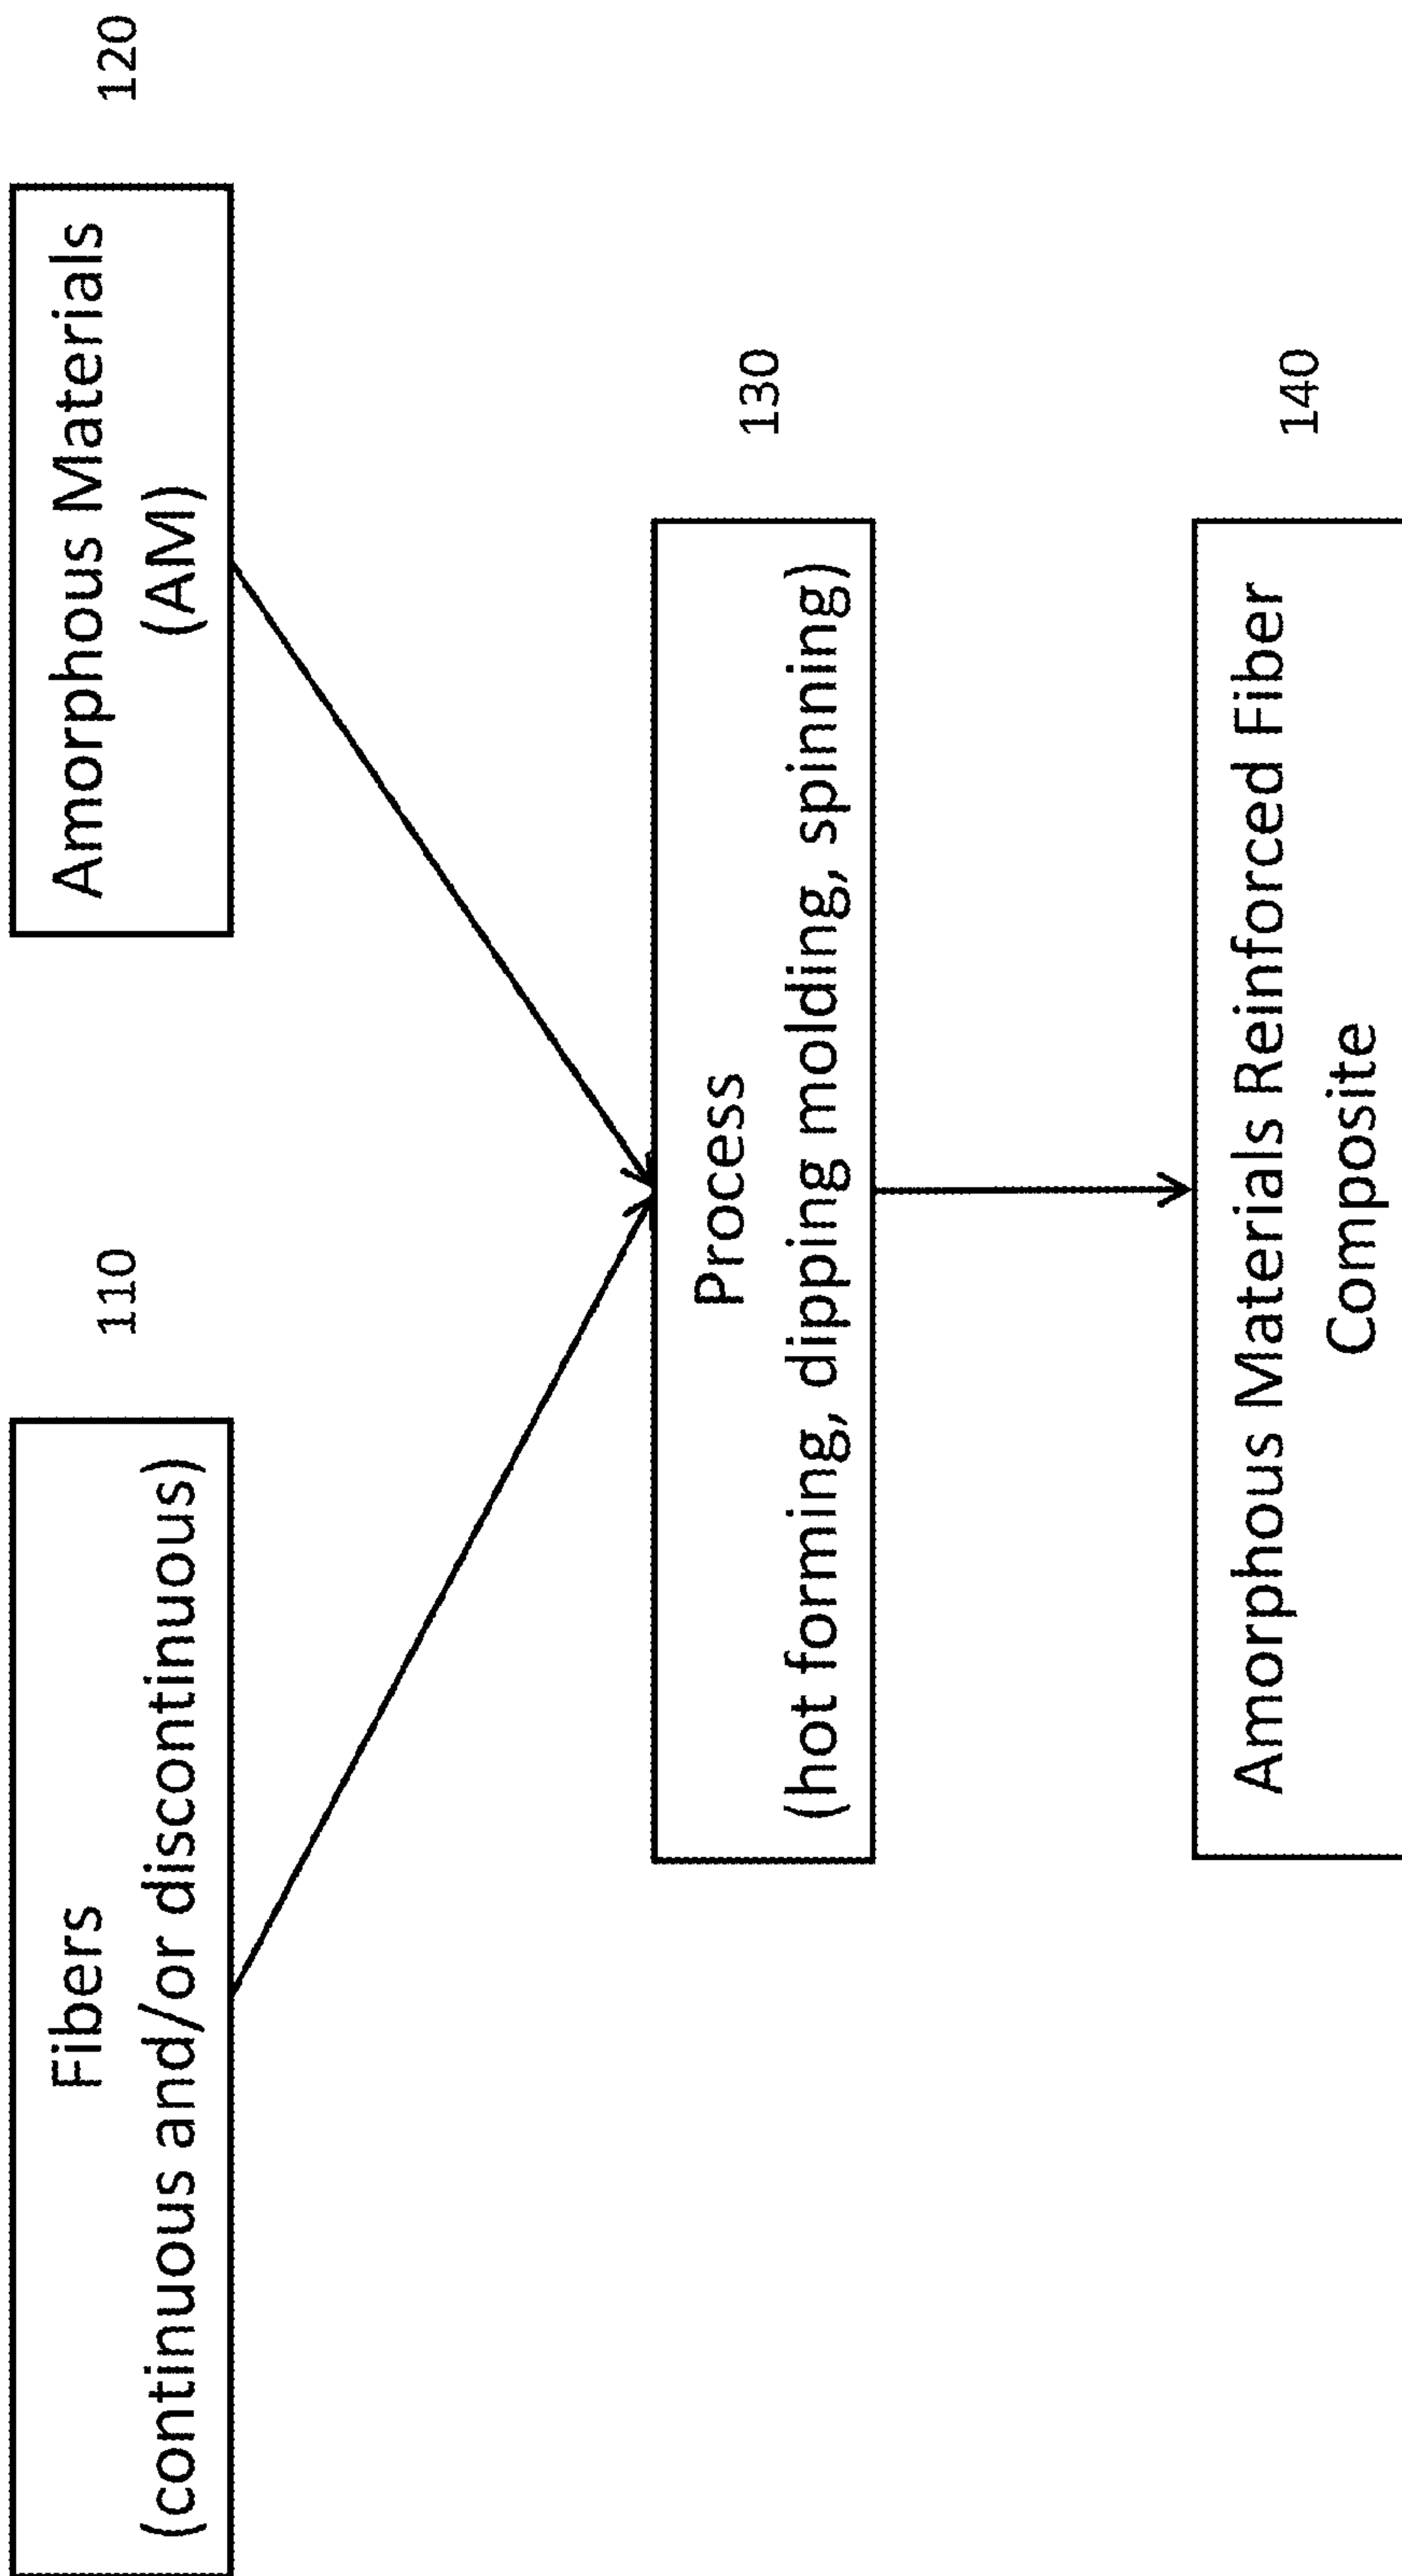 Fibers
(continuous and/or discontinuous)
110
Amorphous Materials
(AM)
120
Process
(hot forming, dipping molding, spinning)
130
Amorphous Materials Reinforced Fiber
Composite
140